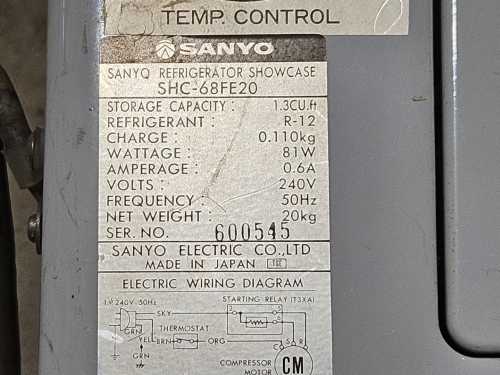 TEMP. CONTROL
SANYO
SANYO REFRIGERATOR SHOWCASE
SHC-68FE20
STORAGE CAPACITY : 1.3CU.ft
REFRIGERANT : R-12
CHARGE : 0.110kg
WATTAGE : 81W
AMPERAGE : 0.6A
VOLTS : 240V
FREQUENCY : 50Hz
NET WEIGHT : 20kg
SER. NO. 600545
SANYO ELECTRIC CO.,LTD
MADE IN JAPAN
ELECTRIC WIRING DIAGRAM
240V 50Hz STARTING RELAY (T3XA)
SKY
GRN THERMOSTAT
YEL BRN ORG C S R
GRN
COMPRESSOR
MOTOR CM